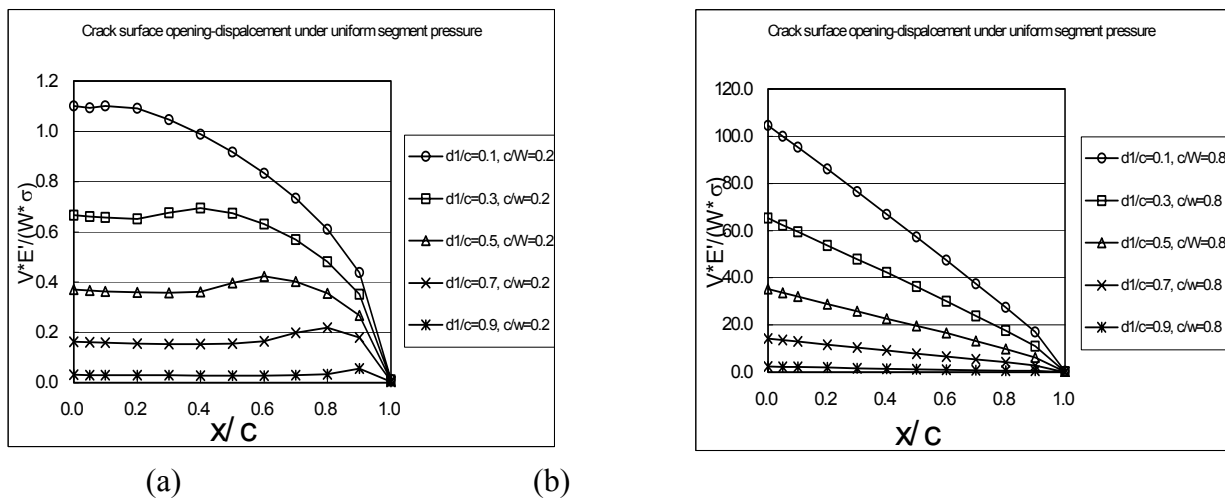 Crack surface opening-dispalcement under uniform segment pressure
1.2
1.0
0.8
0.6
0.4
0.2
0.0
V*E'/(W* σ)
0.0 0.2 0.4 0.6 0.8 1.0
x/ c
d1/c=0.1, c/W=0.2
d1/c=0.3, c/w=0.2
d1/c=0.5, c/W=0.2
d1/c=0.7, c/w=0.2
d1/c=0.9, c/w=0.2
(a)
Crack surface opening-dispalcement under uniform segment pressure
120.0
100.0
80.0
60.0
40.0
20.0
0.0
V*E'/(W* σ)
0.0 0.2 0.4 0.6 0.8 1.0
x/ c
d1/c=0.1, c/W=0.8
d1/c=0.3, c/w=0.8
d1/c=0.5, c/W=0.8
d1/c=0.7, c/w=0.8
d1/c=0.9, c/w=0.8
(b)